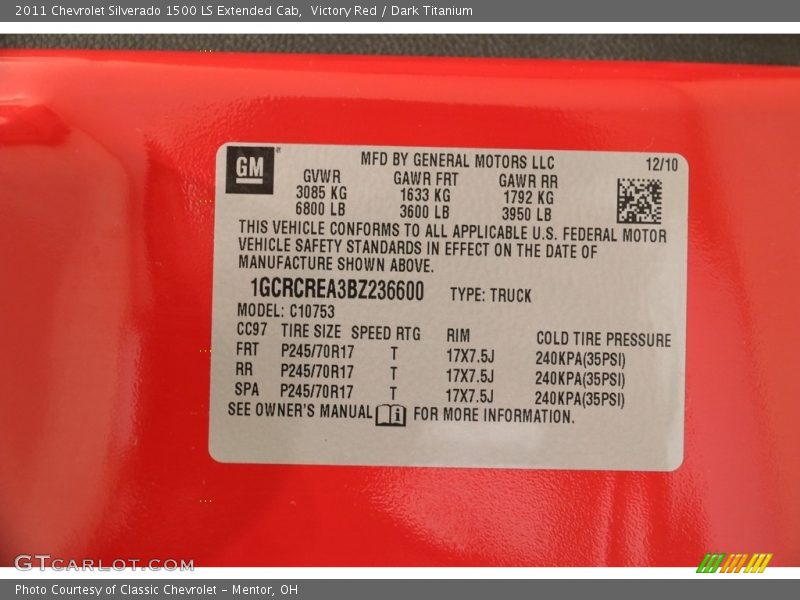 2011 Chevrolet Silverado 1500 LS Extended Cab,  Victory Red / Dark Titanium
GM
MFD BY GENERAL MOTORS LLC 12/10
GVWR GAWR FRT GAWR RR
3085 KG 1633 KG 1792 KG
6800 LB 3600 LB 3950 LB
THIS VEHICLE CONFORMS TO ALL APPLICABLE U.S. FEDERAL MOTOR
VEHICLE SAFETY STANDARDS IN EFFECT ON THE DATE OF
MANUFACTURE SHOWN ABOVE.
1GCRCREA3BZ236600 TYPE: TRUCK
MODEL: C10753
CC97 TIRE SIZE SPEED RTG RIM COLD TIRE PRESSURE
FRT P245/70R17 T 17X7.5J 240KPA(35PSI)
RR P245/70R17 T 17X7.5J 240KPA(35PSI)
SPA P245/70R17 T 17X7.5J 240KPA(35PSI)
SEE OWNER'S MANUAL i FOR MORE INFORMATION.
GTCARLOT.COM
Photo Courtesy of Classic Chevrolet - Mentor, OH